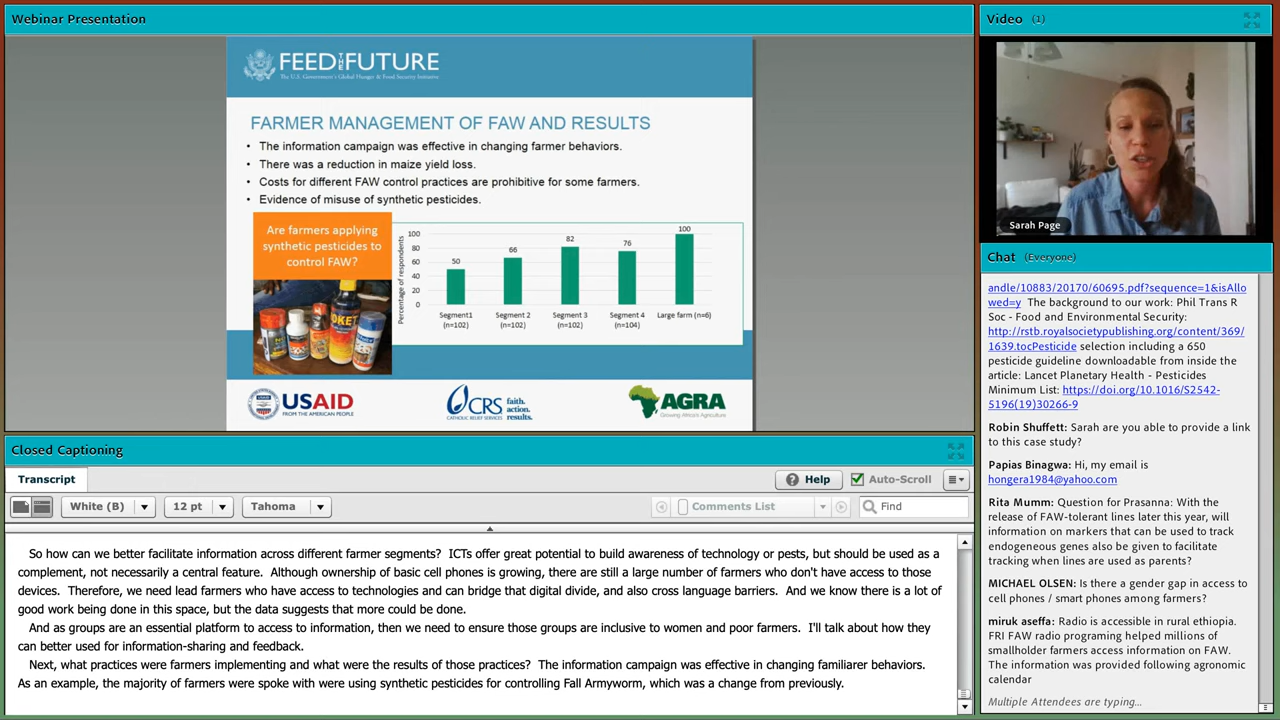 Webinar Presentation
FEED THE FUTURE
The U.S. Government's Global Hunger & Food Security Initiative
FARMER MANAGEMENT OF FAW AND RESULTS
• The information campaign was effective in changing farmer behaviors.
• There was a reduction in maize yield loss.
• Costs for different FAW control practices are prohibitive for some farmers.
• Evidence of misuse of synthetic pesticides.
Are farmers applying
synthetic pesticides to
control FAW?
Percentage of respondents
100
80
60
40
20
0
50
66
82
76
100
Segment1
(n=102)
Segment 2
(n=102)
Segment 3
(n=102)
Segment 4
(n=104)
Large farm (n=6)
USAID
FROM THE AMERICAN PEOPLE
CRS
CATHOLIC RELIEF SERVICES
faith.
action.
results.
AGRA
Growing Africa's Agriculture
Closed Captioning
Transcript
Help
Auto-Scroll
White (B)
12 pt
Tahoma
Comments List
Find
So how can we better facilitate information across different farmer segments? ICTs offer great potential to build awareness of technology or pests, but should be used as a
complement, not necessarily a central feature. Although ownership of basic cell phones is growing, there are still a large number of farmers who don't have access to those
devices. Therefore, we need lead farmers who have access to technologies and can bridge that digital divide, and also cross language barriers. And we know there is a lot of
good work being done in this space, but the data suggests that more could be done.
And as groups are an essential platform to access to information, then we need to ensure those groups are inclusive to women and poor farmers. I'll talk about how they
can better used for information-sharing and feedback.
Next, what practices were farmers implementing and what were the results of those practices? The information campaign was effective in changing familiarer behaviors.
As an example, the majority of farmers were spoke with were using synthetic pesticides for controlling Fall Armyworm, which was a change from previously.
Video (1)
Sarah Page
Chat (Everyone)
andle/10883/20170/60695.pdf?sequence=1&isAllo
wed=y The background to our work: Phil Trans R
Soc - Food and Environmental Security:
http://rstb.royalsocietypublishing.org/content/369/
1639.tocPesticide selection including a 650
pesticide guideline downloadable from inside the
article: Lancet Planetary Health - Pesticides
Minimum List: https://doi.org/10.1016/S2542-
5196(19)30266-9
Robin Shuffett: Sarah are you able to provide a link
to this case study?
Papias Binagwa: Hi, my email is
hongera1984@yahoo.com
Rita Mumm: Question for Prasanna: With the
release of FAW-tolerant lines later this year, will
information on markers that can be used to track
endogeneous genes also be given to facilitate
tracking when lines are used as parents?
MICHAEL OLSEN: Is there a gender gap in access to
cell phones / smart phones among farmers?
miruk aseffa: Radio is accessible in rural ethiopia.
FRI FAW radio programing helped millions of
smallholder farmers access information on FAW.
The information was provided following agronomic
calendar
Multiple Attendees are typing...